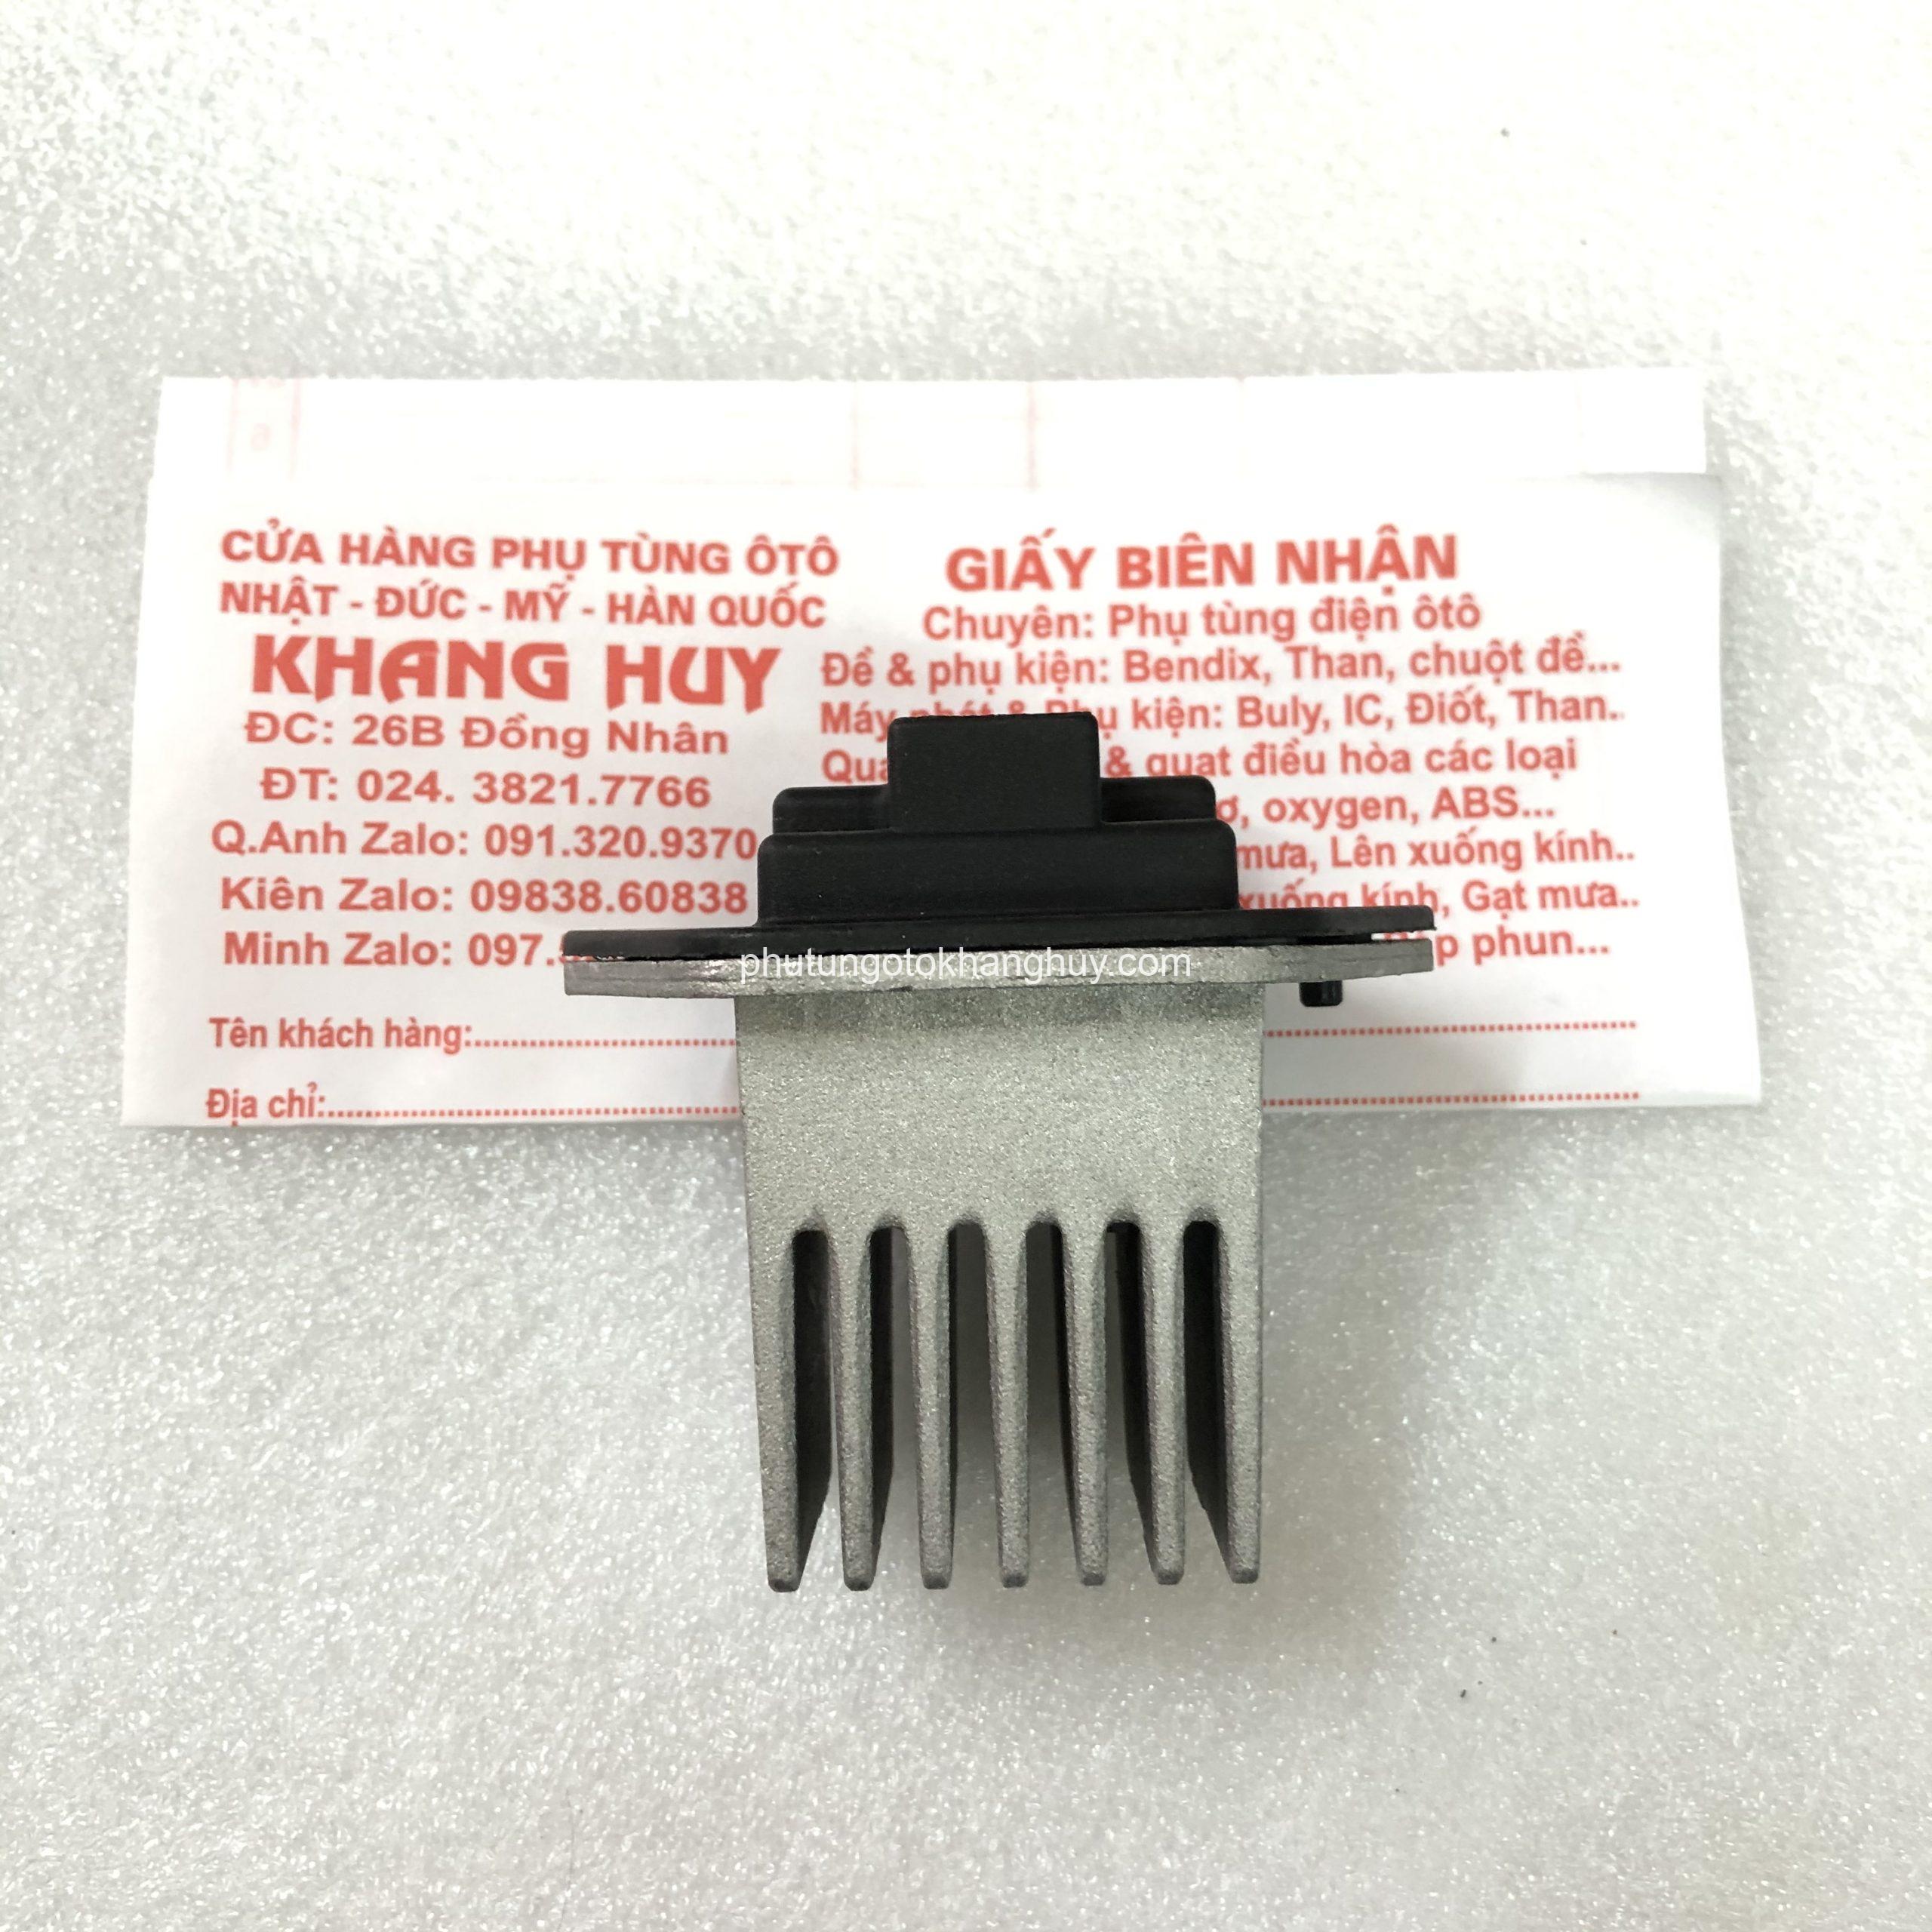 CỬA HÀNG PHỤ TÙNG ÔTÔ
NHẬT - ĐỨC - MỸ - HÀN QUỐC
KHANG HUY
ĐC: 26B Đồng Nhân
ĐT: 024. 3821.7766
Q.Anh Zalo: 091.320.9370
Kiên Zalo: 09838.60838
Minh Zalo: 097.
GIẤY BIÊN NHẬN
Chuyên: Phụ tùng điện ôtô
Đề & phụ kiện: Bendix, Than, chuột đề...
Máy phát & Phụ kiện: Buly, IC, Điốt, Than..
& quạt điều hòa các loại
oxygen, ABS...
mưa, Lên xuống kính..
xuống kính, Gạt mưa..
phun...
phutungotokhanghuy.com
Tên khách hàng:
Địa chỉ: